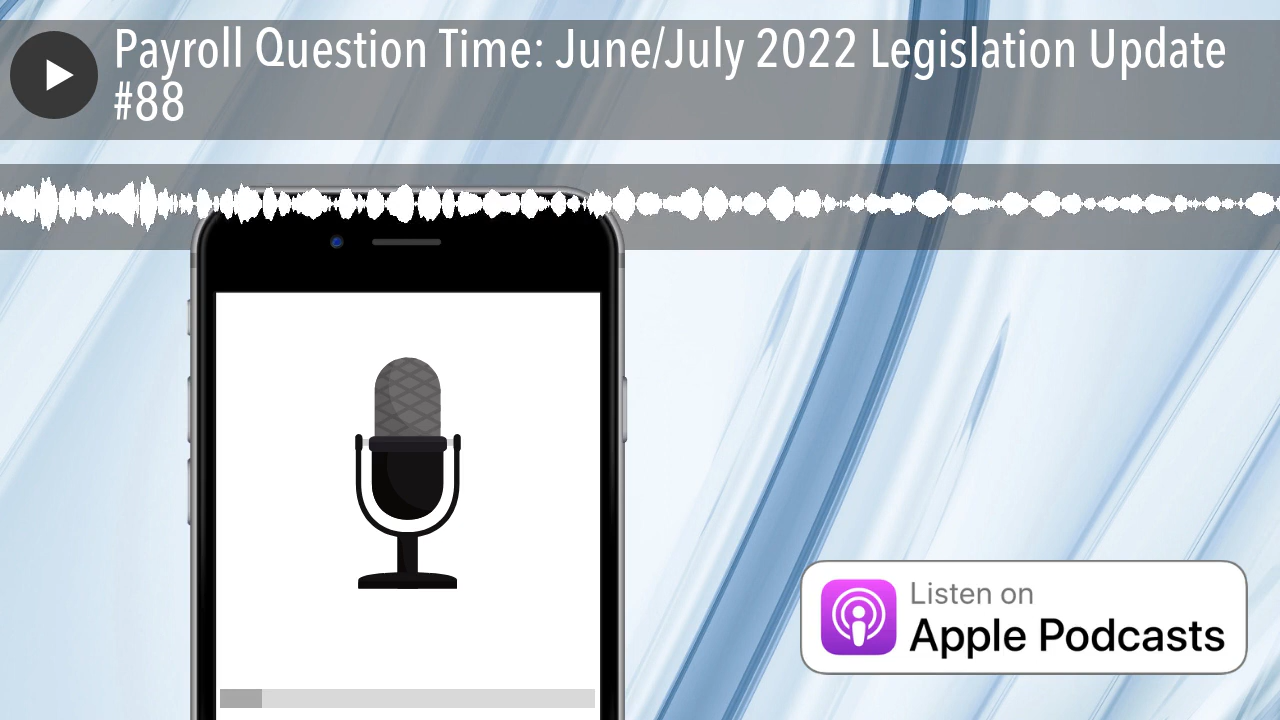 Payroll Question Time: June/July 2022 Legislation Update
#88
Listen on
Apple Podcasts